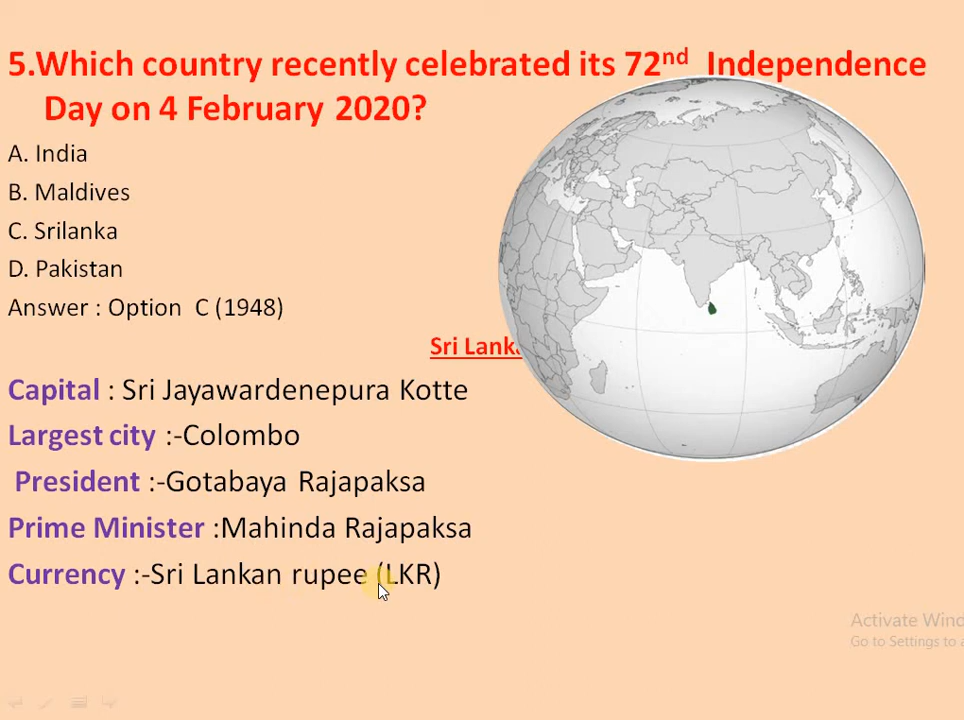 5.Which country recently celebrated its 72nd Independence
Day on 4 February 2020?
A. India
B. Maldives
C. Srilanka
D. Pakistan
Answer : Option C (1948)
Sri Lanka
Capital : Sri Jayawardenepura Kotte
Largest city :-Colombo
President :-Gotabaya Rajapaksa
Prime Minister :Mahinda Rajapaksa
Currency :-Sri Lankan rupee (LKR)
Activate Wind
Go to Settings to a